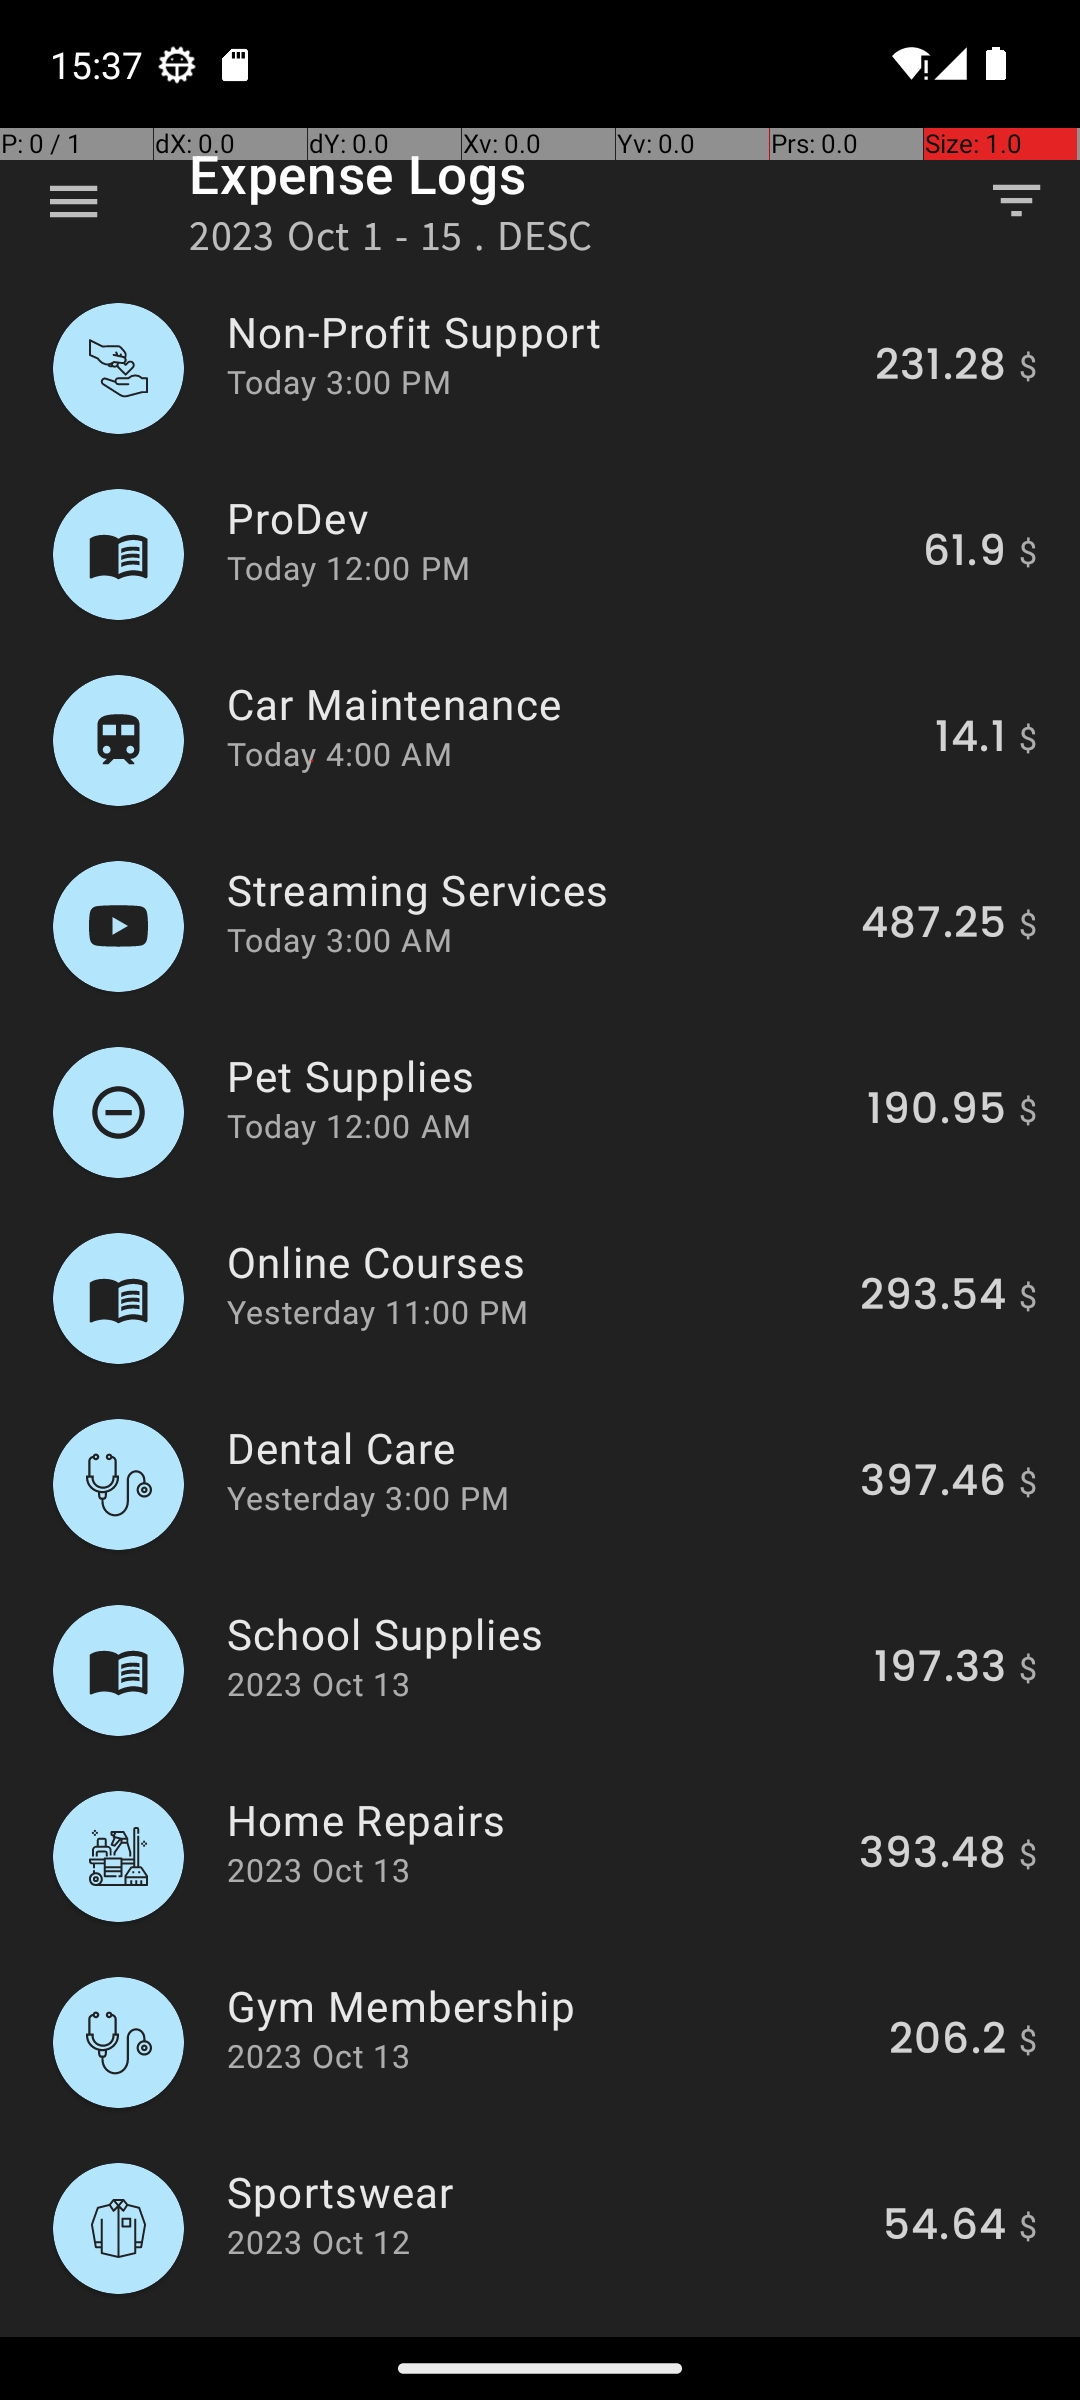 15:37
P: 0 / 1 dX: 0.0 dY: 0.0 Xv: 0.0 Yv: 0.0 Prs: 0.0 Size: 1.0
Expense Logs
2023 Oct 1 - 15 . DESC
Non-Profit Support
Today 3:00 PM
231.28 $
ProDev
Today 12:00 PM
61.9 $
Car Maintenance
Today 4:00 AM
14.1 $
Streaming Services
Today 3:00 AM
487.25 $
Pet Supplies
Today 12:00 AM
190.95 $
Online Courses
Yesterday 11:00 PM
293.54 $
Dental Care
Yesterday 3:00 PM
397.46 $
School Supplies
2023 Oct 13
197.33 $
Home Repairs
2023 Oct 13
393.48 $
Gym Membership
2023 Oct 13
206.2 $
Sportswear
2023 Oct 12
54.64 $